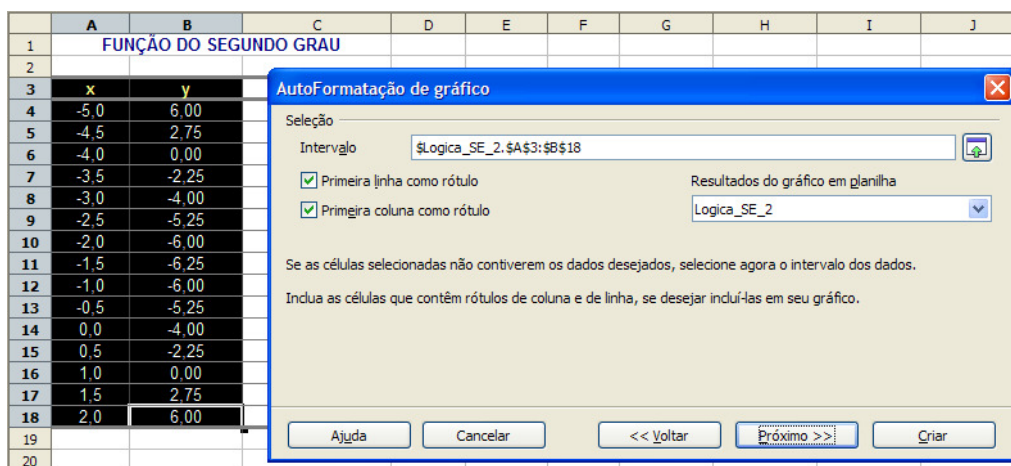 A B C D E F G H I J
1 FUNÇÃO DO SEGUNDO GRAU
2
3 x y
4 -5,0 6,00
5 -4,5 2,75
6 -4,0 0,00
7 -3,5 -2,25
8 -3,0 -4,00
9 -2,5 -5,25
10 -2,0 -6,00
11 -1,5 -6,25
12 -1,0 -6,00
13 -0,5 -5,25
14 0,0 -4,00
15 0,5 -2,25
16 1,0 0,00
17 1,5 2,75
18 2,0 6,00
19
20
AutoFormatação de gráfico
Seleção
Intervalo $Logica_SE_2.$A$3:$B$18
Primeira linha como rótulo
Resultados do gráfico em planilha
Primeira coluna como rótulo
Logica_SE_2
Se as células selecionadas não contiverem os dados desejados, selecione agora o intervalo dos dados.
Inclua as células que contêm rótulos de coluna e de linha, se desejar incluí-las em seu gráfico.
Ajuda Cancelar << Voltar Próximo >> Criar